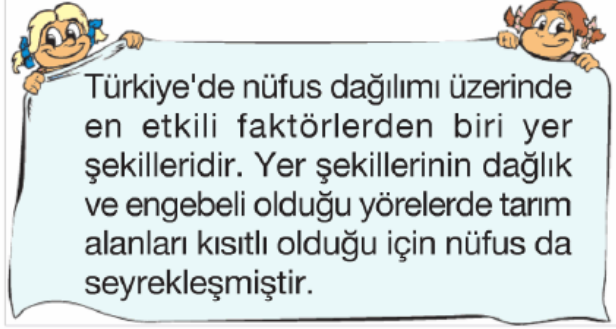 Türkiye'de nüfus dağılımı üzerinde
en etkili faktörlerden biri yer
şekilleridir. Yer şekillerinin dağlık
ve engebeli olduğu yörelerde tarım
alanları kısıtlı olduğu için nüfus da
seyrekleşmiştir.